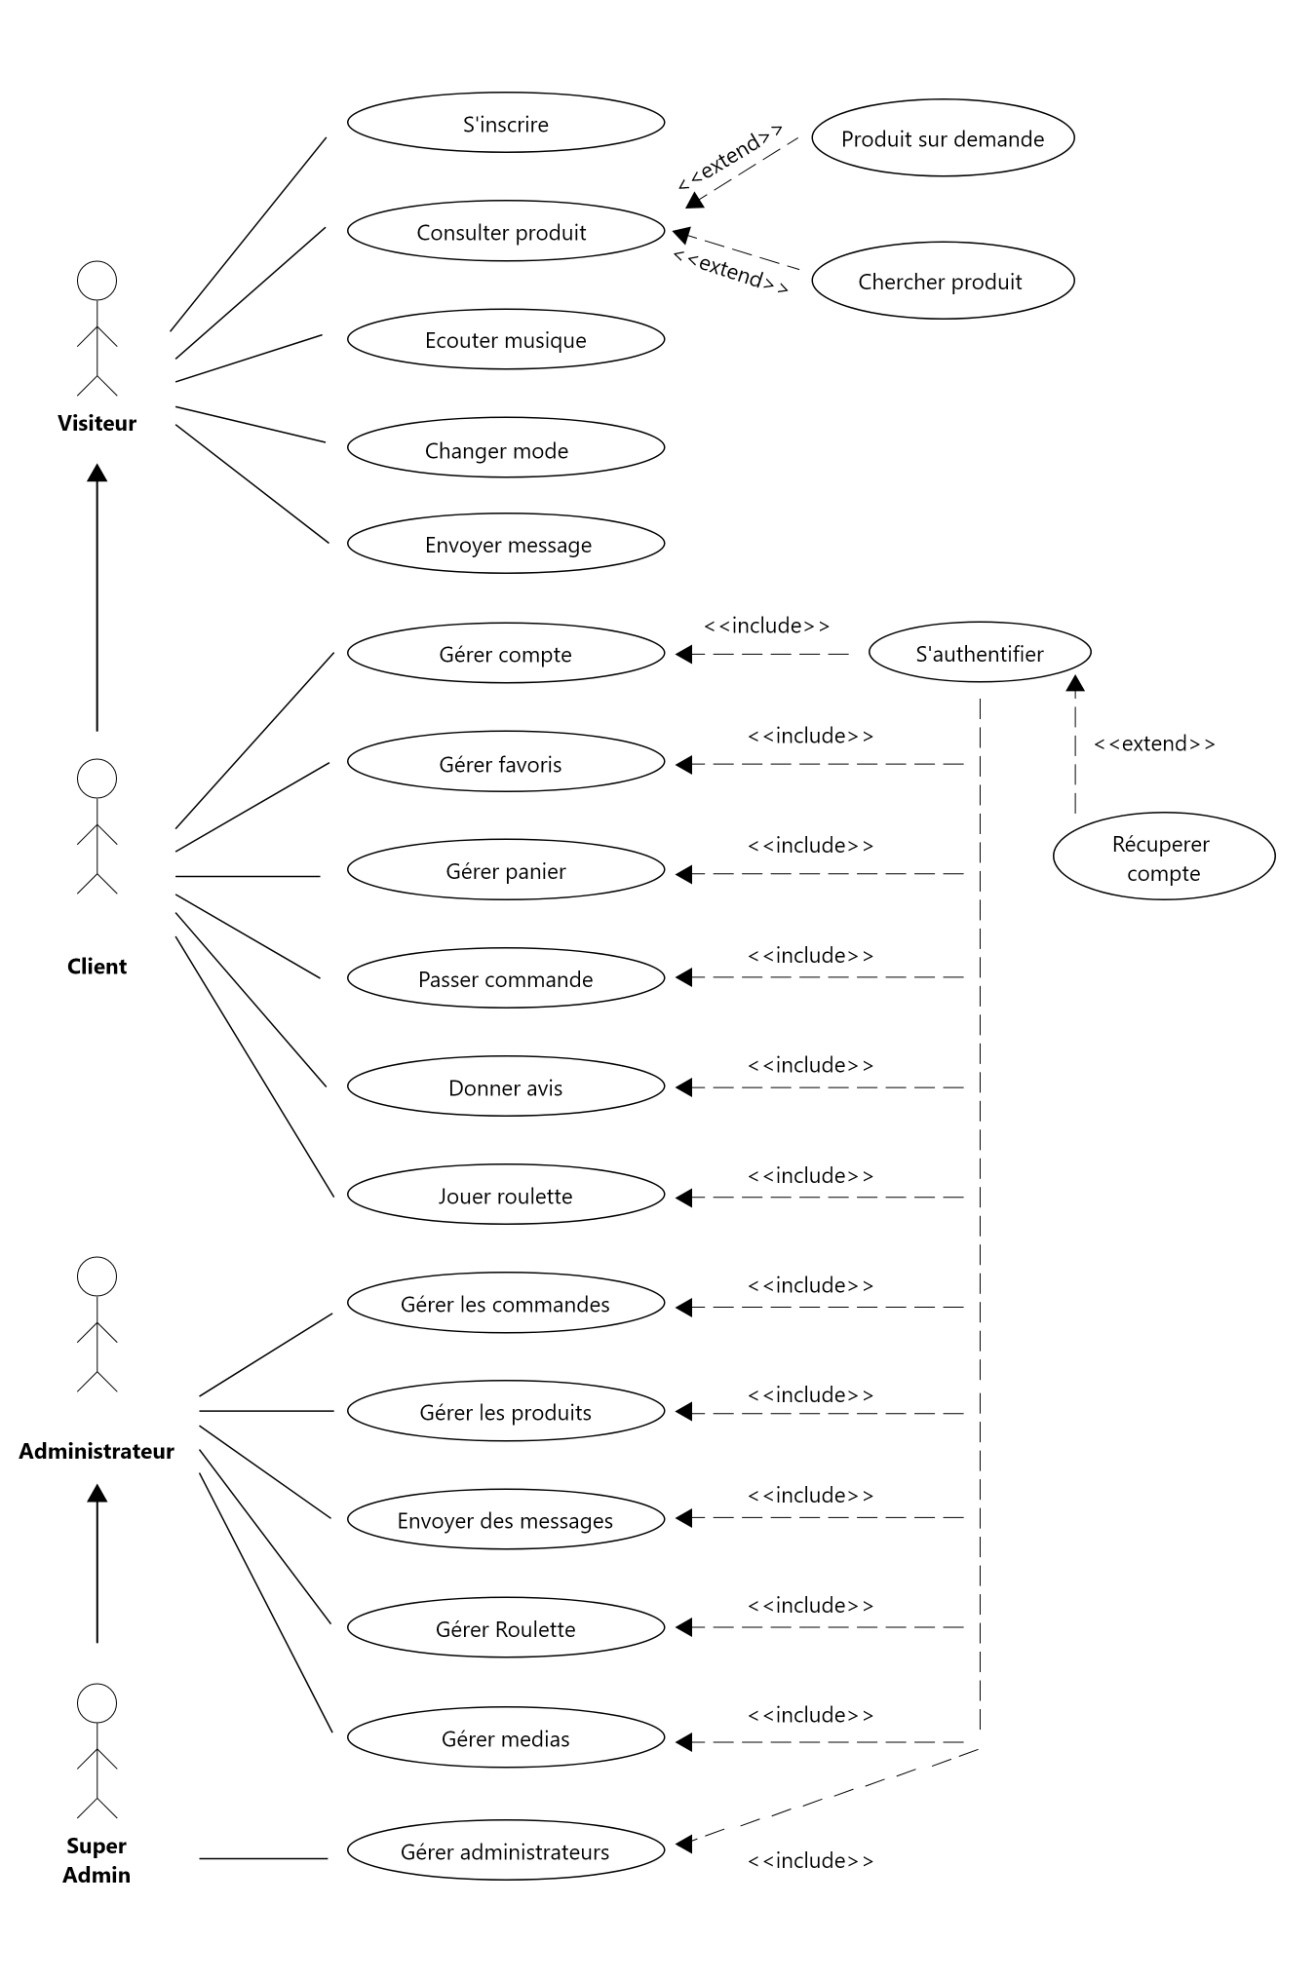 S'inscrire
<<extend>>
Produit sur demande
Consulter produit
<<extend>>
Chercher produit
Ecouter musique
Visiteur
Changer mode
Envoyer message
<<include>>
Gérer compte
S'authentifier
<<include>>
<<extend>>
Gérer favoris
<<include>>
Récuperer
compte
Gérer panier
<<include>>
Client
Passer commande
<<include>>
Donner avis
<<include>>
Jouer roulette
<<include>>
Gérer les commandes
<<include>>
Gérer les produits
Administrateur
<<include>>
Envoyer des messages
<<include>>
Gérer Roulette
<<include>>
Gérer medias
Super
Admin
Gérer administrateurs
<<include>>